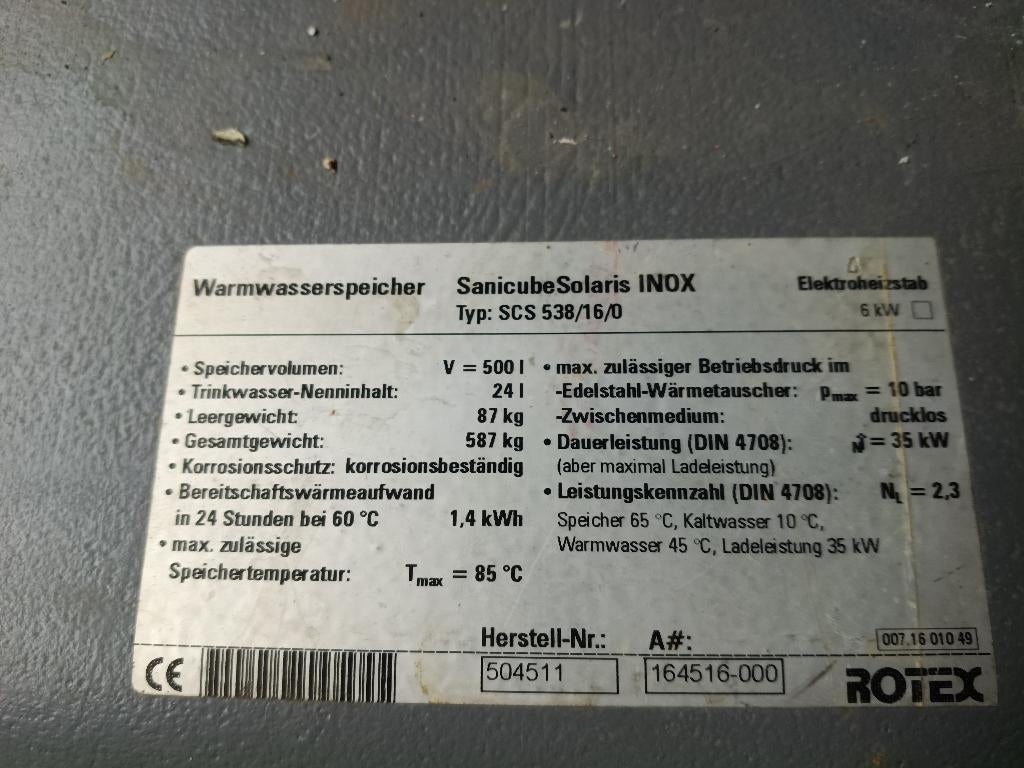 Warmwasserspeicher SanicubeSolaris INOX Elektroheizstab
Typ: SCS 538/16/0 6 kW
• Speichervolumen: V = 500 l
• Trinkwasser-Nenninhalt: 24 l
• Leergewicht: 87 kg
• Gesamtgewicht: 587 kg
• Korrosionsschutz: korrosionsbeständig
• Bereitschaftswärmeaufwand
in 24 Stunden bei 60 °C 1,4 kWh
• max. zulässige
Speichertemperatur: Tmax = 85 °C
• max. zulässiger Betriebsdruck im
-Edelstahl-Wärmetauscher: pmax = 10 bar
-Zwischenmedium: drucklos
• Dauerleistung (DIN 4708): = 35 kW
(aber maximal Ladeleistung)
• Leistungskennzahl (DIN 4708): NL = 2,3
Speicher 65 °C, Kaltwasser 10 °C,
Warmwasser 45 °C, Ladeleistung 35 kW
Herstell-Nr.: A#: 007.16 010 49
CE 504511 164516-000 ROTEX